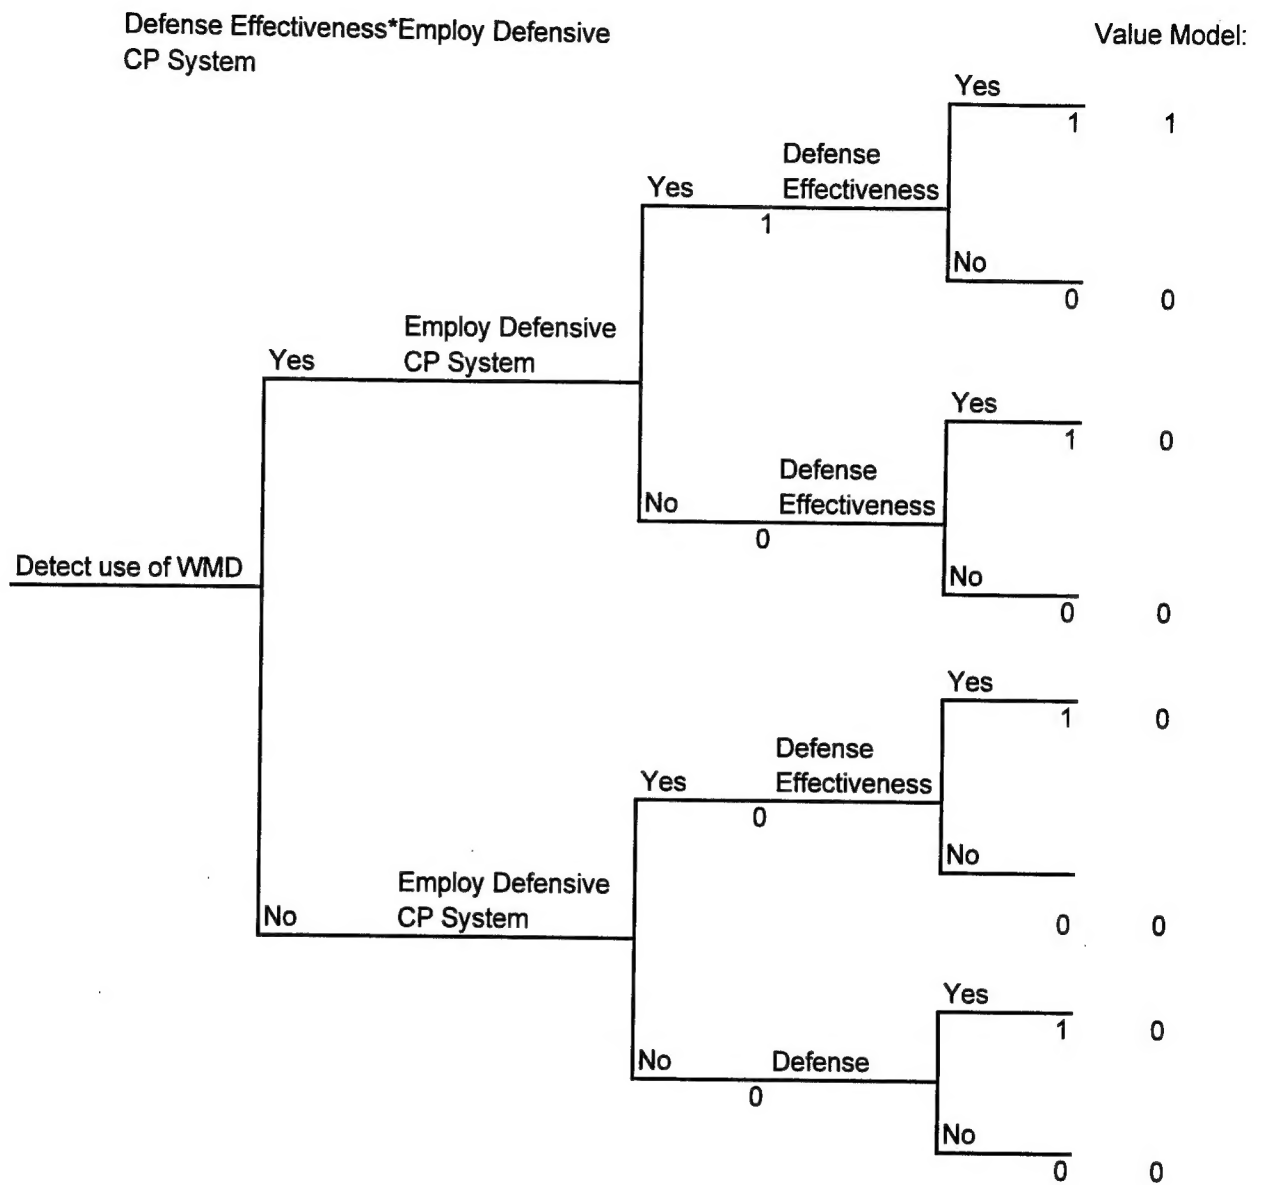 Defense Effectiveness*Employ Defensive
CP System
Value Model:
Yes
1 1
Defense
Yes Effectiveness
1
No
0 0
Employ Defensive
Yes CP System
Yes
1 0
Defense
No Effectiveness
0
No
0 0
Detect use of WMD
Yes
1 0
Defense
Yes Effectiveness
0
No
0 0
Employ Defensive
No CP System
Yes
1 0
No Defense
0
No
0 0